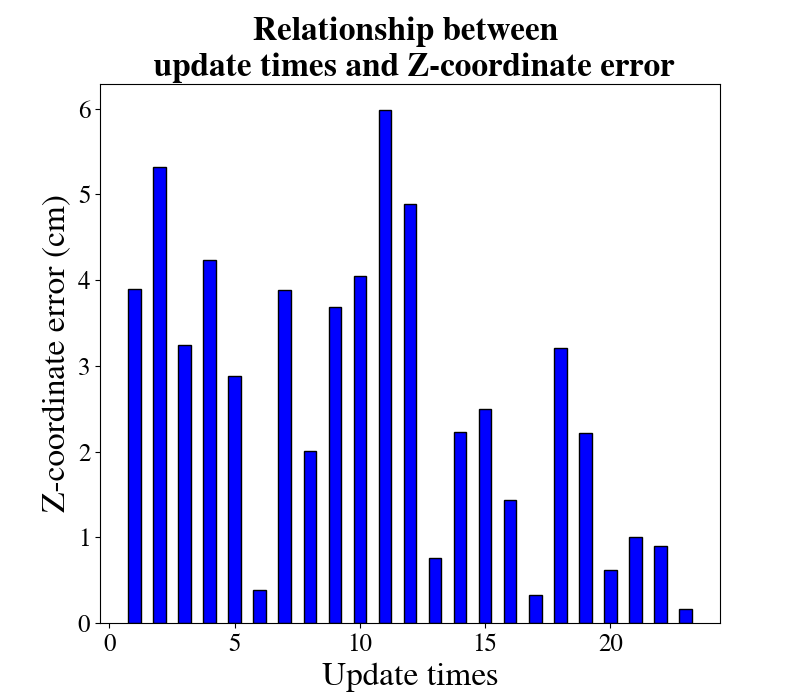 Relationship between
update times and Z-coordinate error
Z-coordinate error (cm)
6
5
4
3
2
1
0
0 5 10 15 20
Update times